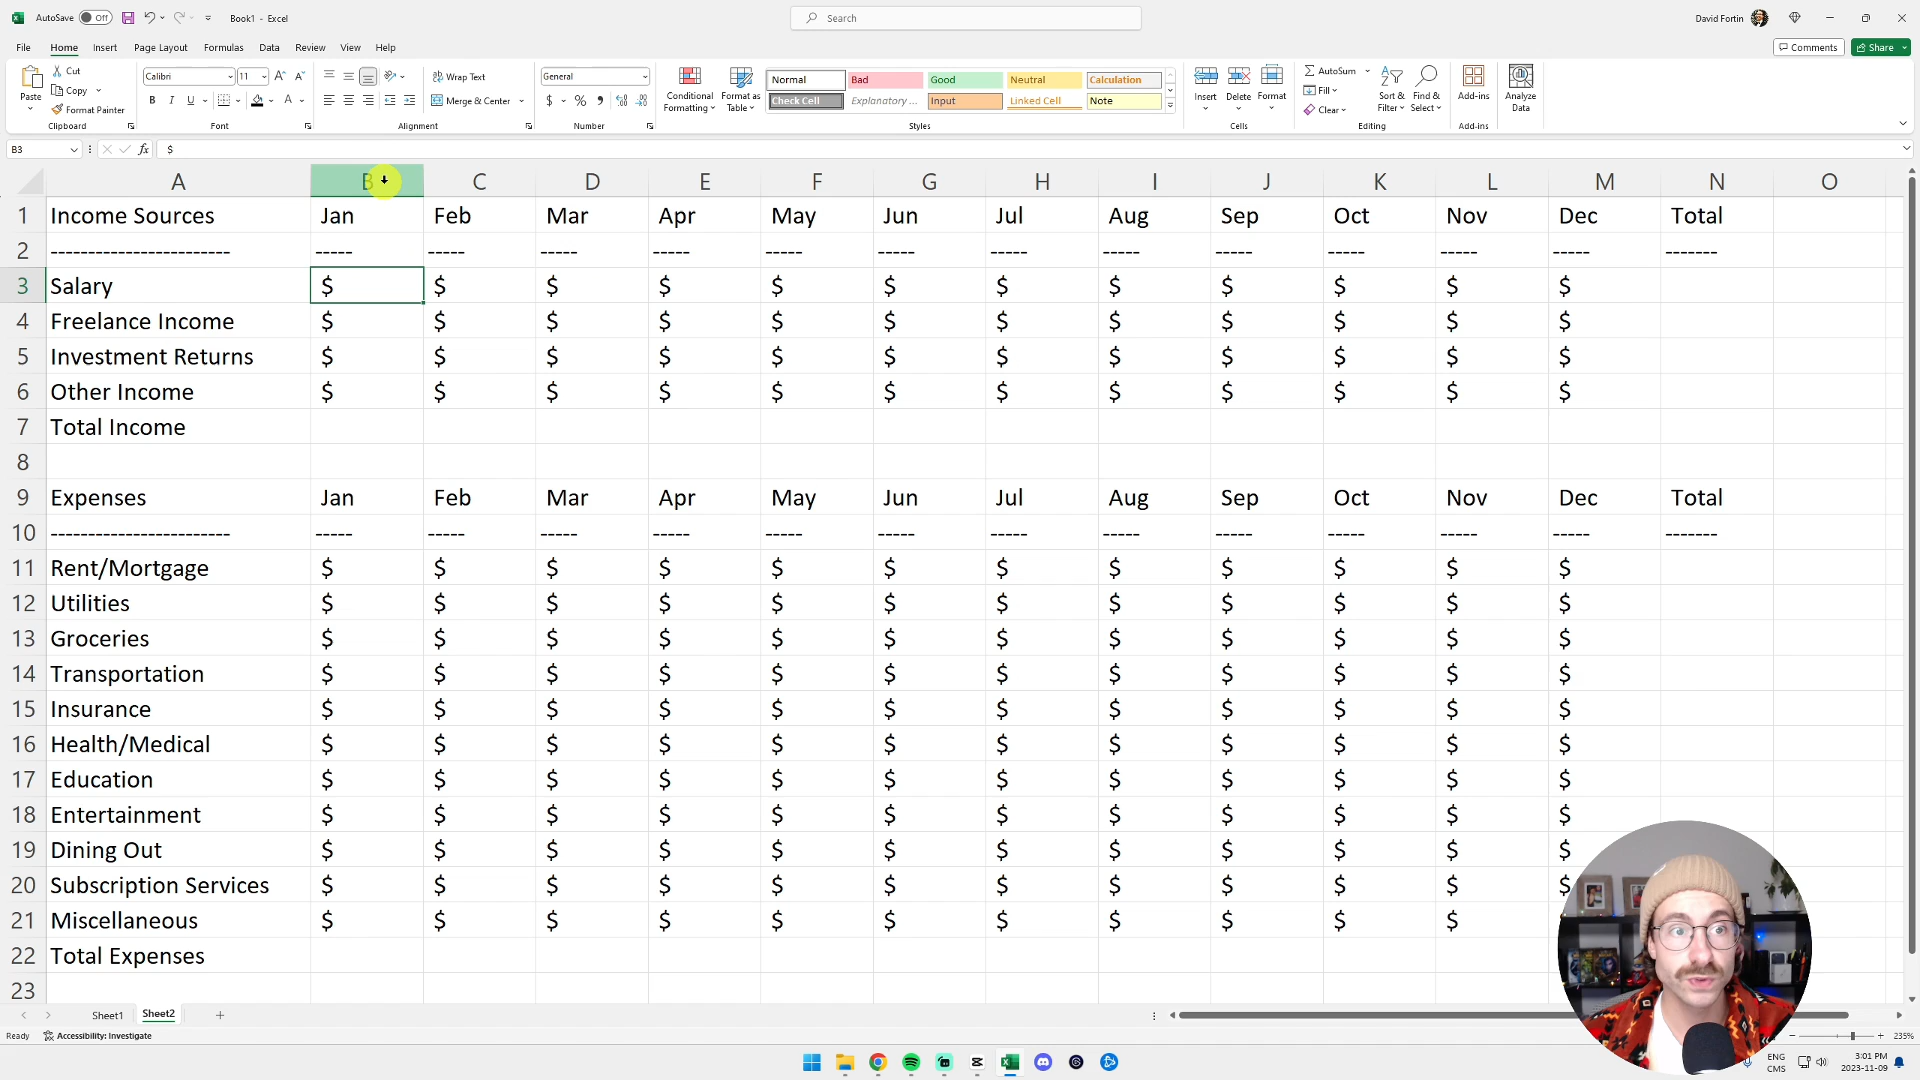 AutoSave Off Book1 - Excel Search David Fortin
File Home Insert Page Layout Formulas Data Review View Help Comments Share
Paste Cut Copy Format Painter Clipboard
Calibri 11 A A B I U A Font
Wrap Text Merge & Center Alignment
General $ % Number
Conditional Formatting Format as Table
Normal Bad Good Neutral Calculation
Check Cell Explanatory ... Input Linked Cell Note
Styles
Insert Delete Format Cells
AutoSum Fill Clear Sort & Filter Find & Select Editing
Add-ins Add-ins
Analyze Data
B3 fx $
A B C D E F G H I J K L M N O
1 Income Sources Jan Feb Mar Apr May Jun Jul Aug Sep Oct Nov Dec Total
2 ------------------------ ----- ----- ----- ----- ----- ----- ----- ----- ----- ----- ----- ----- -------
3 Salary $ $ $ $ $ $ $ $ $ $ $ $
4 Freelance Income $ $ $ $ $ $ $ $ $ $ $ $
5 Investment Returns $ $ $ $ $ $ $ $ $ $ $ $
6 Other Income $ $ $ $ $ $ $ $ $ $ $ $
7 Total Income
8
9 Expenses Jan Feb Mar Apr May Jun Jul Aug Sep Oct Nov Dec Total
10 ------------------------ ----- ----- ----- ----- ----- ----- ----- ----- ----- ----- ----- ----- -------
11 Rent/Mortgage $ $ $ $ $ $ $ $ $ $ $ $
12 Utilities $ $ $ $ $ $ $ $ $ $ $ $
13 Groceries $ $ $ $ $ $ $ $ $ $ $ $
14 Transportation $ $ $ $ $ $ $ $ $ $ $ $
15 Insurance $ $ $ $ $ $ $ $ $ $ $ $
16 Health/Medical $ $ $ $ $ $ $ $ $ $ $ $
17 Education $ $ $ $ $ $ $ $ $ $ $ $
18 Entertainment $ $ $ $ $ $ $ $ $ $ $ $
19 Dining Out $ $ $ $ $ $ $ $ $ $ $ $
20 Subscription Services $ $ $ $ $ $ $ $ $ $ $ $
21 Miscellaneous $ $ $ $ $ $ $ $ $ $ $
22 Total Expenses
23
Sheet1 Sheet2
Ready Accessibility: Investigate 235%
ENG CMS 3:01 PM 2023-11-09